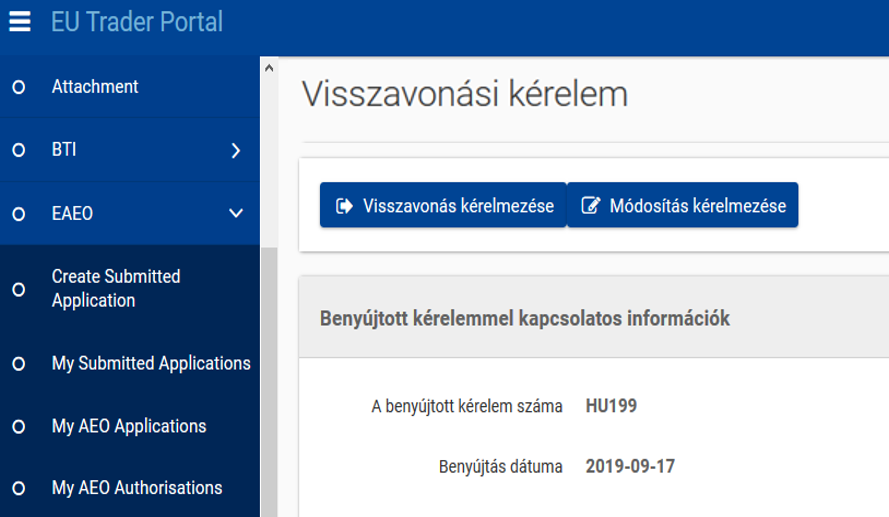 EU Trader Portal
Attachment
BTI
EAEO
Create Submitted
Application
My Submitted Applications
My AEO Applications
My AEO Authorisations
Visszavonási kérelem
Visszavonás kérelmezése Módosítás kérelmezése
Benyújtott kérelemmel kapcsolatos információk
A benyújtott kérelem száma HU199
Benyújtás dátuma 2019-09-17